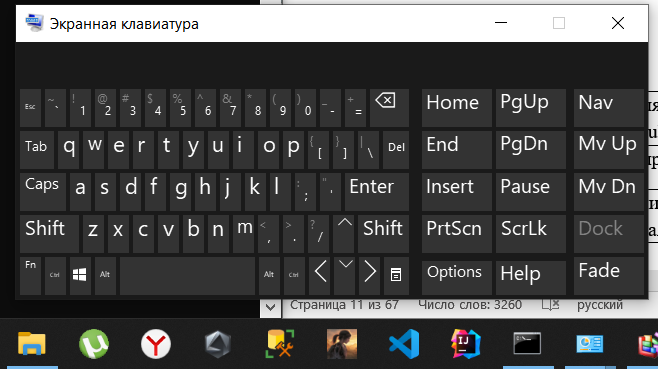 Экранная клавиатура
Esc ~ ` ! 1 @ 2 # 3 $ 4 % 5 ^ 6 & 7 * 8 ( 9 ) 0 _ - + = Home PgUp Nav
Tab q w e r t y u i o p { [ } ] | \ Del End PgDn Mv Up
Caps a s d f g h j k l : ; " ' Enter Insert Pause Mv Dn
Shift z x c v b n m < , > . ? / Shift PrtScn ScrLk Dock
Fn Ctrl Alt Alt Ctrl Options Help Fade
Страница 11 из 67 Число слов: 3260 русский